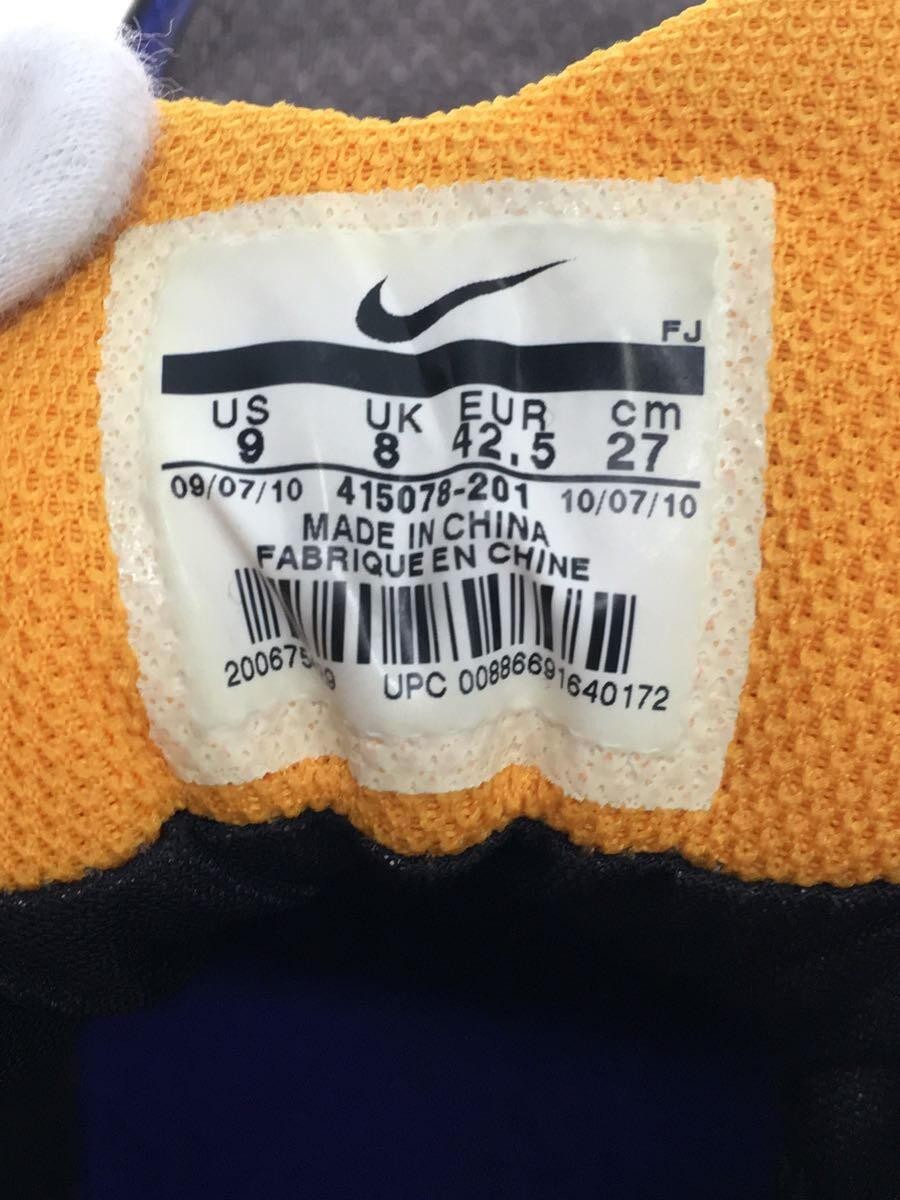 FJ
US UK EUR cm
9 8 42.5 27
09/07/10 415078-201 10/07/10
MADE IN CHINA
FABRIQUE EN CHINE
UPC 00886691640172